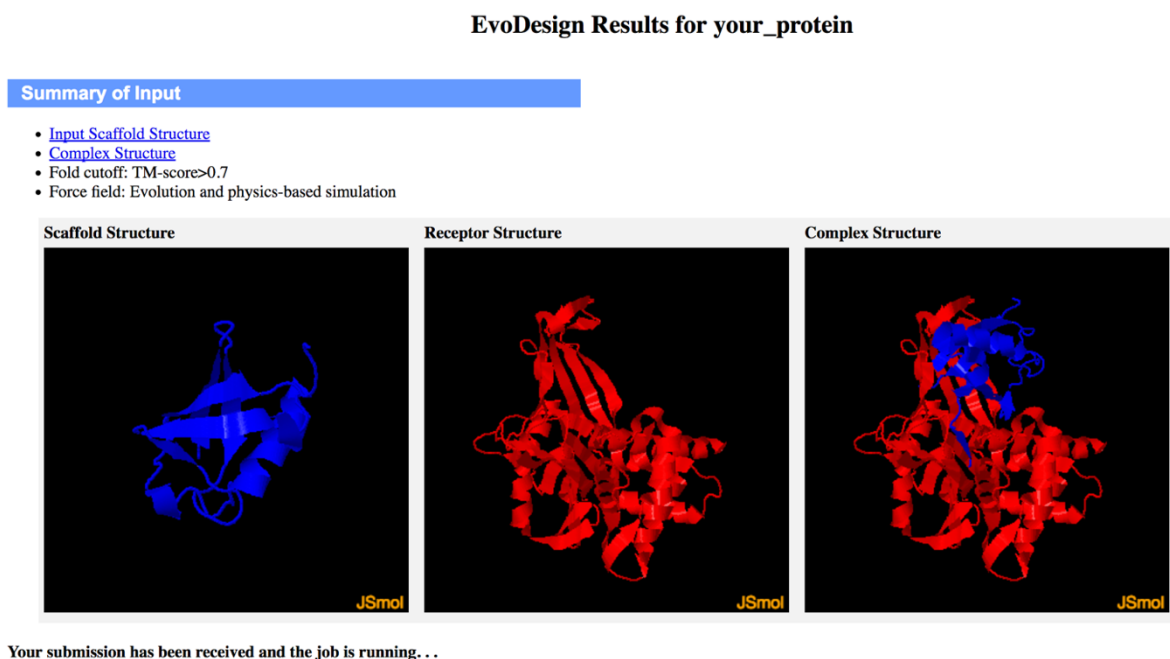 EvoDesign Results for your_protein
Summary of Input
Input Scaffold Structure
Complex Structure
Fold cutoff: TM-score>0.7
Force field: Evolution and physics-based simulation
Scaffold Structure
Receptor Structure
Complex Structure
JSmol
JSmol
JSmol
Your submission has been received and the job is running. . .